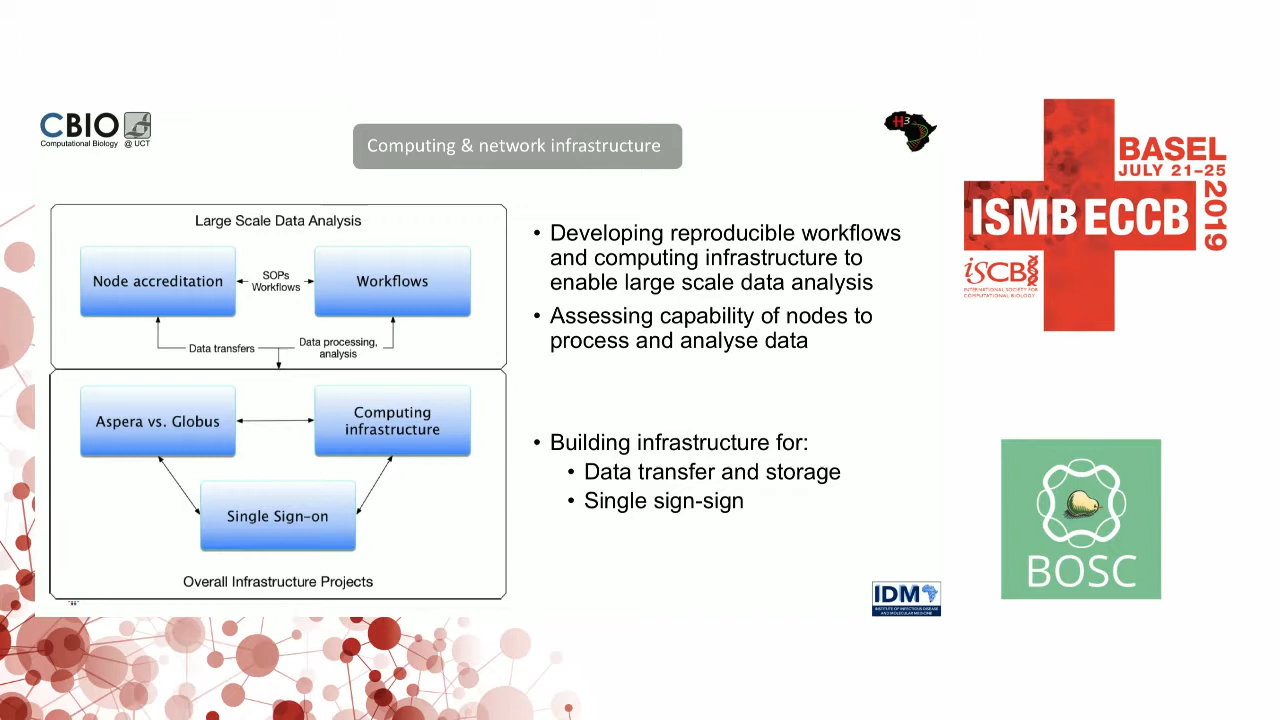 CBIO
Computational Biology @ UCT
Computing & network infrastructure
H3
Large Scale Data Analysis
Node accreditation
SOPs
Workflows
Workflows
Data transfers
Data processing,
analysis
Aspera vs. Globus
Computing
infrastructure
Single Sign-on
Overall Infrastructure Projects
• Developing reproducible workflows
and computing infrastructure to
enable large scale data analysis
• Assessing capability of nodes to
process and analyse data
• Building infrastructure for:
• Data transfer and storage
• Single sign-sign
IDM
INSTITUTE OF INFECTIOUS DISEASE
AND MOLECULAR MEDICINE
BASEL
JULY 21–25
2019
ISMB ECCB
iSCB
INTERNATIONAL SOCIETY FOR
COMPUTATIONAL BIOLOGY
BOSC